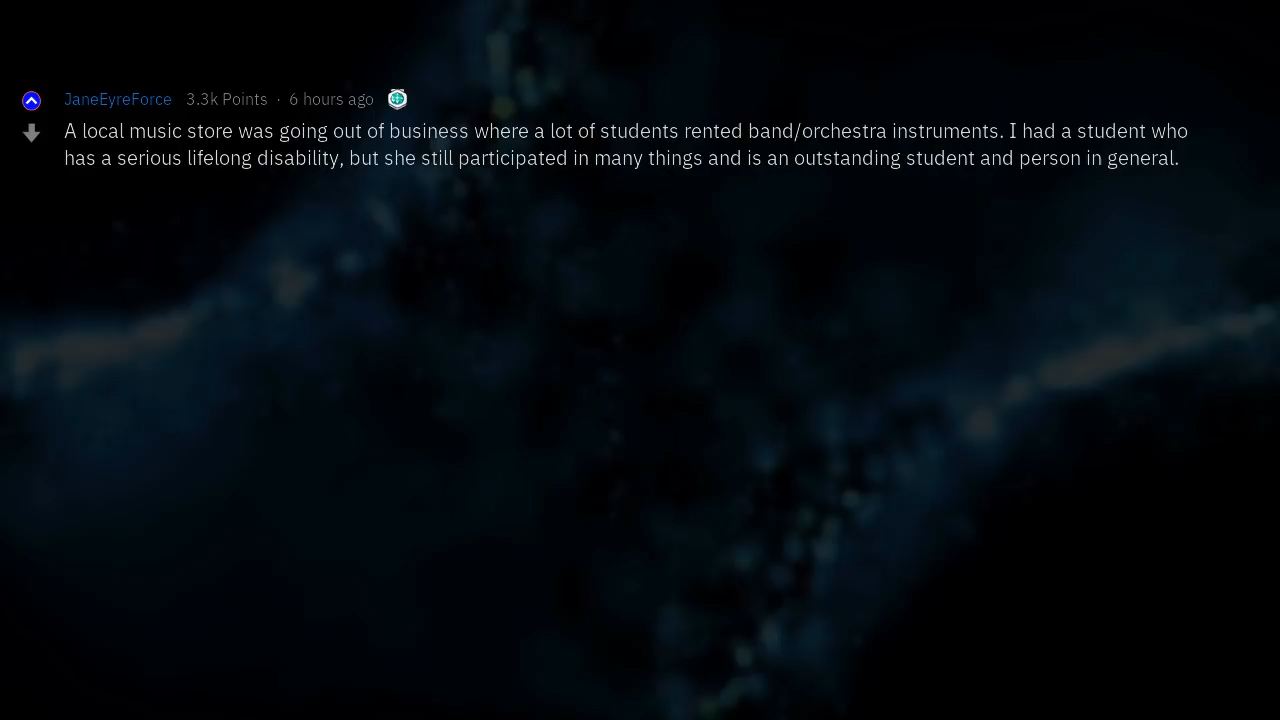 JaneEyreForce 3.3k Points · 6 hours ago
A local music store was going out of business where a lot of students rented band/orchestra instruments. I had a student who
has a serious lifelong disability, but she still participated in many things and is an outstanding student and person in general.